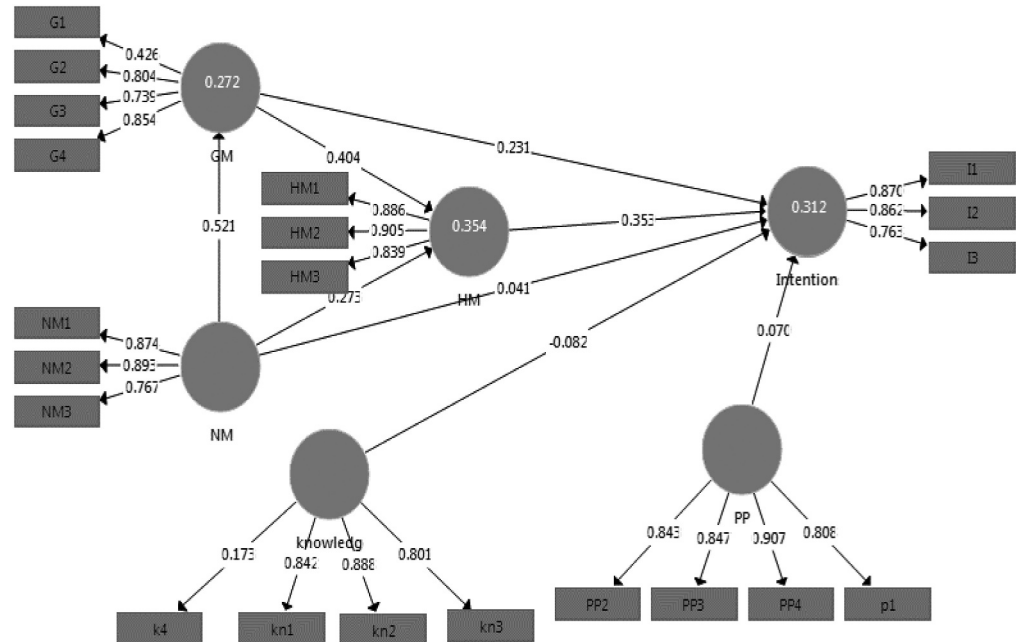 G1
G2
G3
G4
0.426
0.804
0.739
0.854
0.272
GM
0.231
0.404
0.521
HM1
HM2
HM3
0.886
0.905
0.839
0.354
HM
0.353
0.273
0.041
0.312
Intention
0.870
0.862
0.763
I1
I2
I3
NM1
NM2
NM3
0.874
0.893
0.767
NM
-0.082
0.070
knowledg
0.173
0.842
0.888
0.801
k4
kn1
kn2
kn3
PP
0.843
0.847
0.907
0.808
PP2
PP3
PP4
p1